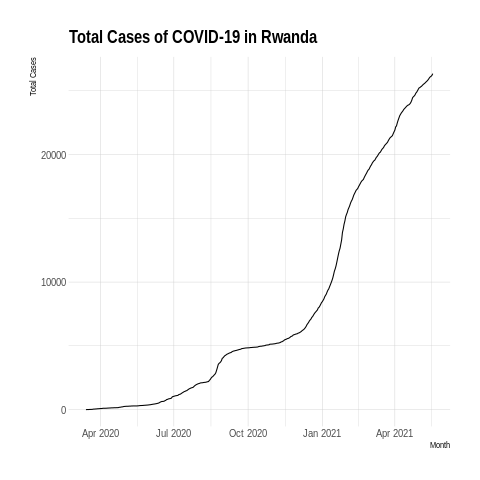 Total Cases of COVID-19 in Rwanda
Total Cases
20000
10000
0
Apr 2020 Jul 2020 Oct 2020 Jan 2021 Apr 2021
Month